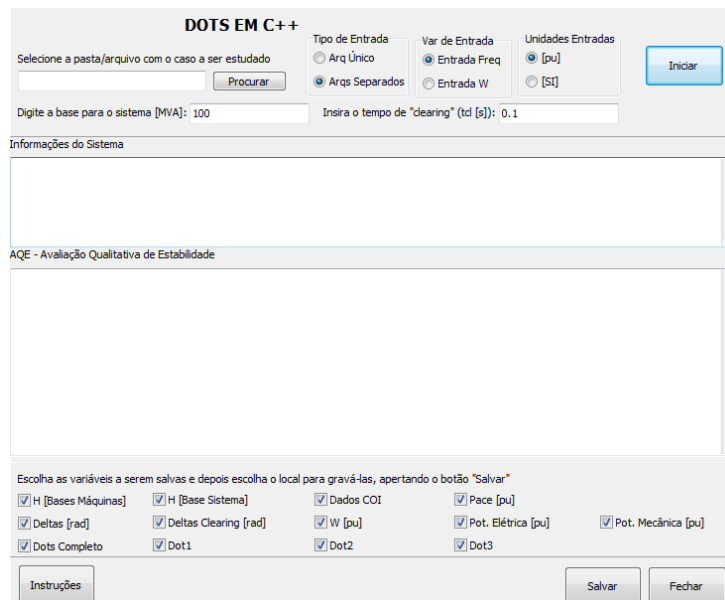 DOTS EM C++
Tipo de Entrada
Var de Entrada
Unidades Entradas
Selecione a pasta/arquivo com o caso a ser estudado
Arq Único
Entrada Freq
[pu]
Iniciar
Procurar
Arqs Separados
Entrada W
[SI]
Digite a base para o sistema [MVA]: 100
Insira o tempo de "clearing" (tcl [s]): 0.1
Informações do Sistema
AQE - Avaliação Qualitativa de Estabilidade
Escolha as variáveis a serem salvas e depois escolha o local para gravá-las, apertando o botão "Salvar"
H [Bases Máquinas] H [Base Sistema] Dados COI Pace [pu]
Deltas [rad] Deltas Clearing [rad] W [pu] Pot. Elétrica [pu] Pot. Mecânica [pu]
Dots Completo Dot1 Dot2 Dot3
Instruções Salvar Fechar